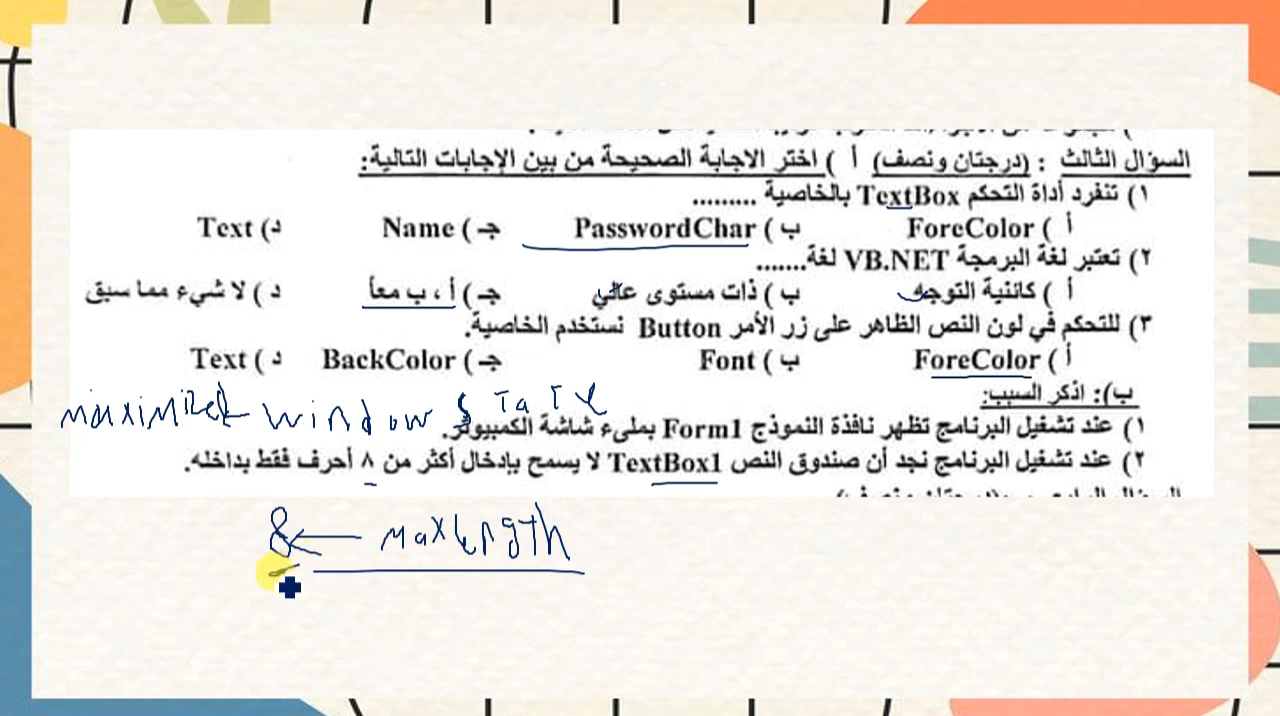 السؤال الثالث : (درجتان ونصف) أ ) اختر الاجابة الصحيحة من بين الإجابات التالية:
١) تنفرد أداة التحكم TextBox بالخاصية .........
أ ) ForeColor ب ) PasswordChar جـ ) Name د) Text
٢) تعتبر لغة البرمجة VB.NET لغة.......
أ ) كائنية التوجه ب ) ذات مستوى عالي جـ ) أ ، ب معاً د ) لا شيء مما سبق
٣) للتحكم في لون النص الظاهر على زر الأمر Button نستخدم الخاصية.
أ ) ForeColor ب ) Font جـ ) BackColor د ) Text
ب): اذكر السبب:
maximized window state
١) عند تشغيل البرنامج تظهر نافذة النموذج Form1 بملىء شاشة الكمبيوتر.
٢) عند تشغيل البرنامج نجد أن صندوق النص TextBox1 لا يسمح بإدخال أكثر من ٨ أحرف فقط بداخله.
8 ← Maxlength